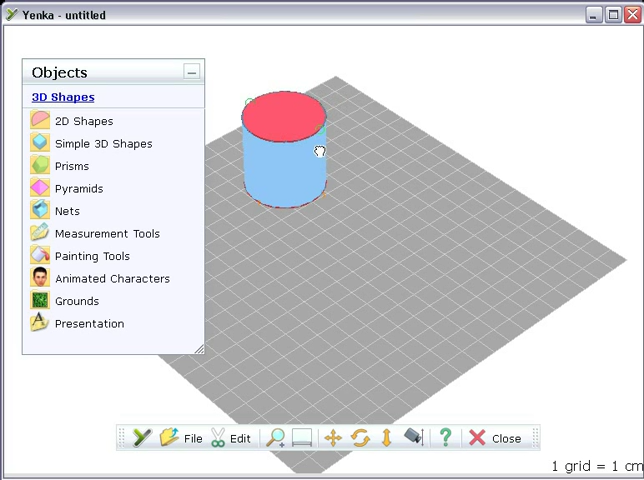 Yenka - untitled
Objects
3D Shapes
2D Shapes
Simple 3D Shapes
Prisms
Pyramids
Nets
Measurement Tools
Painting Tools
Animated Characters
Grounds
Presentation
File Edit ? Close
1 grid = 1 cm